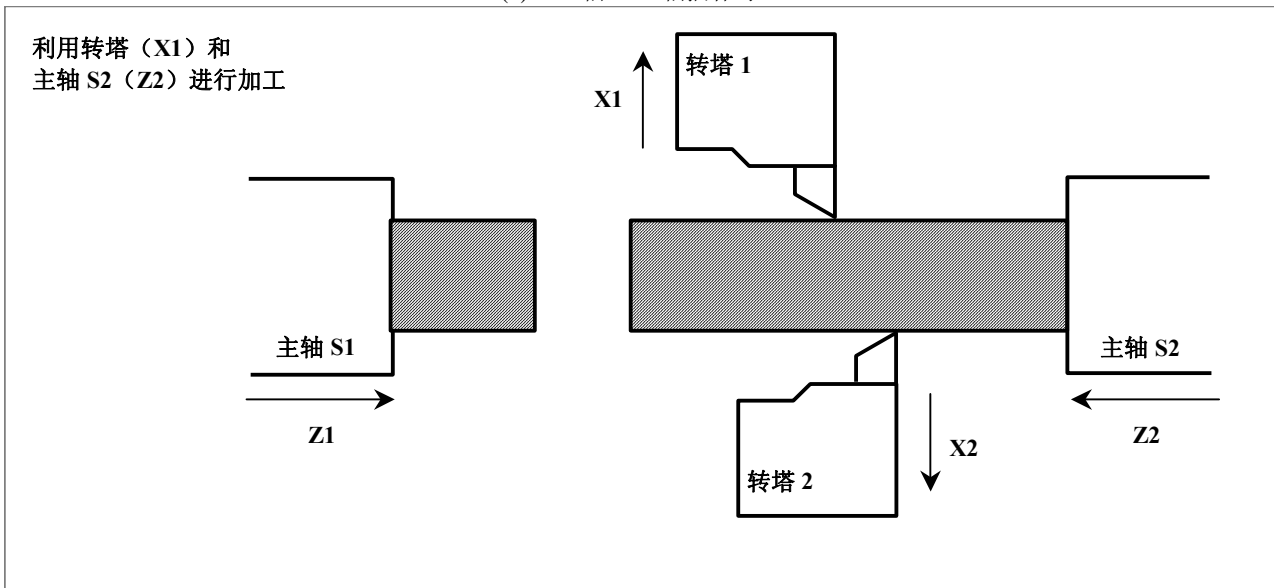 利用转塔（X1）和
主轴 S2（Z2）进行加工
转塔 1
X1
主轴 S1
主轴 S2
Z1
Z2
X2
转塔 2